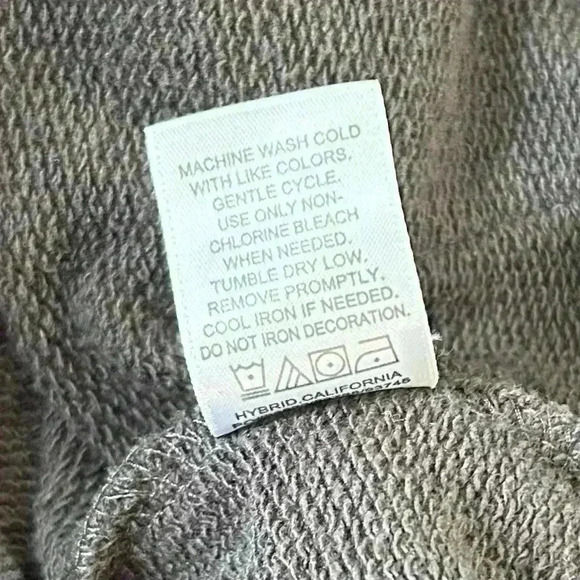 MACHINE WASH COLD
WITH LIKE COLORS.
GENTLE CYCLE.
USE ONLY NON-
CHLORINE BLEACH
WHEN NEEDED.
TUMBLE DRY LOW.
REMOVE PROMPTLY.
COOL IRON IF NEEDED.
DO NOT IRON DECORATION.
HYBRID, CALIFORNIA